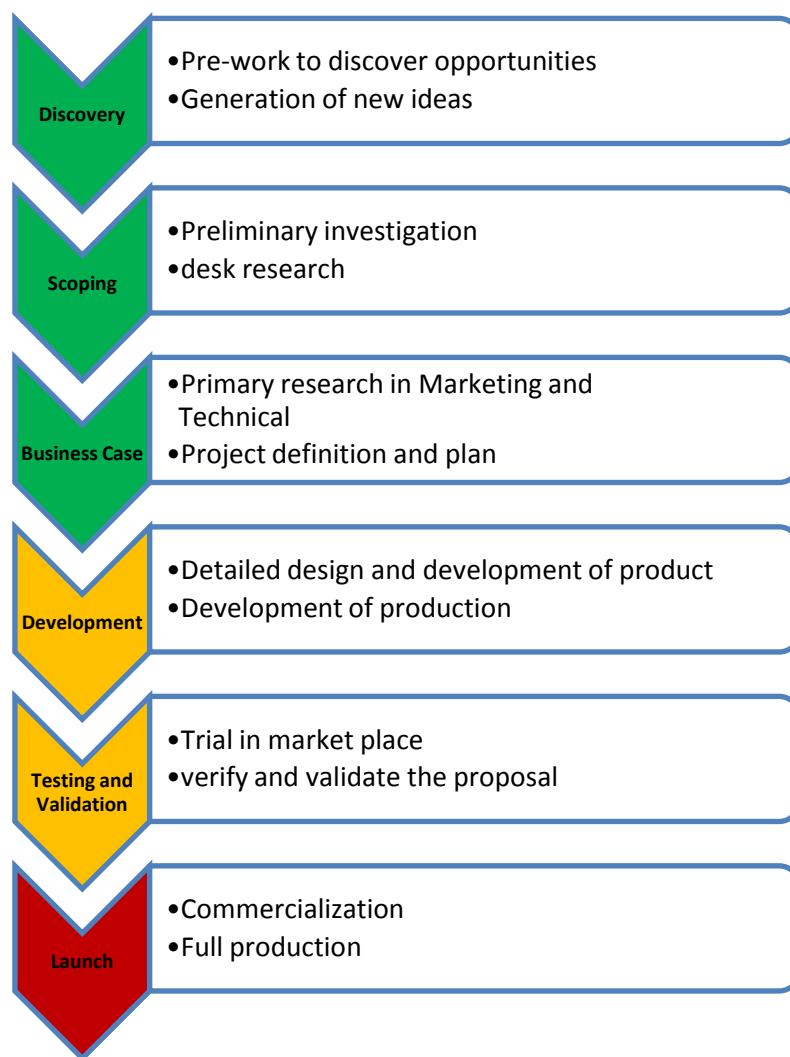 Discovery
•Pre-work to discover opportunities
•Generation of new ideas
Scoping
•Preliminary investigation
•desk research
Business Case
•Primary research in Marketing and
Technical
•Project definition and plan
Development
•Detailed design and development of product
•Development of production
Testing and
Validation
•Trial in market place
•verify and validate the proposal
Launch
•Commercialization
•Full production